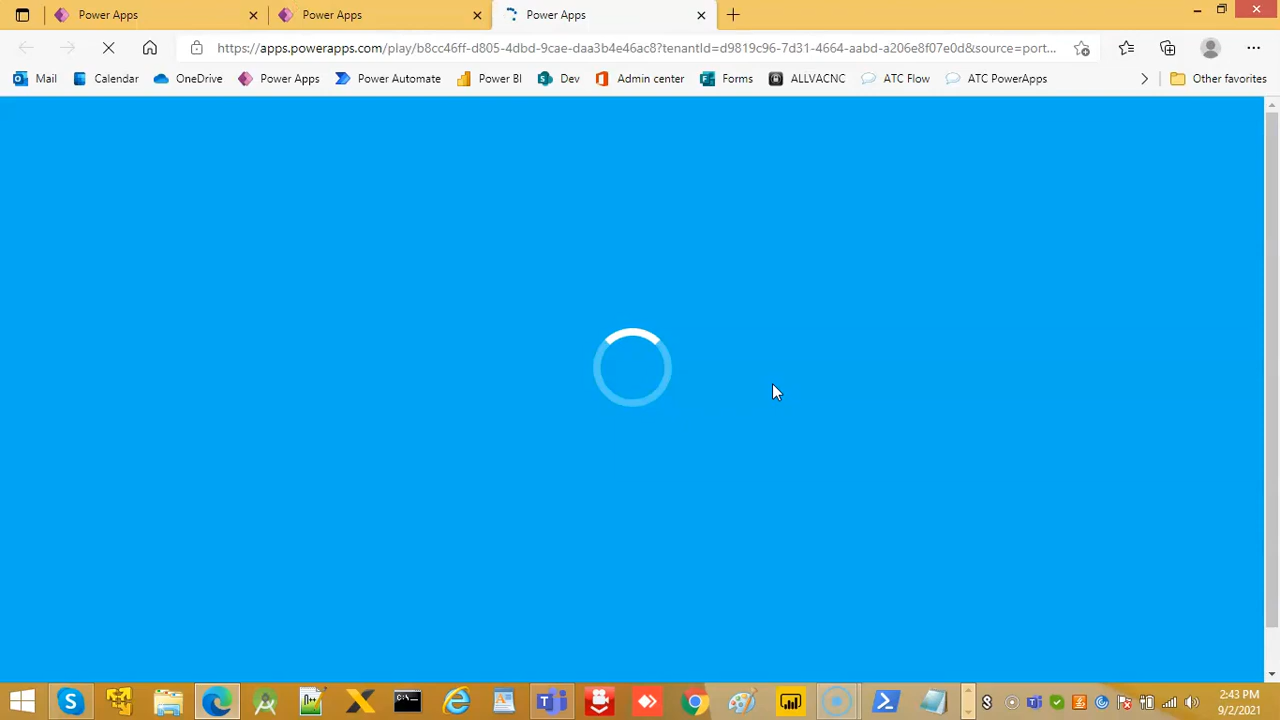 Power Apps Power Apps Power Apps
https://apps.powerapps.com/play/b8cc46ff-d805-4dbd-9cae-daa3b4e46ac8?tenantId=d9819c96-7d31-4664-aabd-a206e8f07e0d&source=port...
Mail Calendar OneDrive Power Apps Power Automate Power BI Dev Admin center Forms ALLVACNC ATC Flow ATC PowerApps Other favorites
2:43 PM
9/2/2021